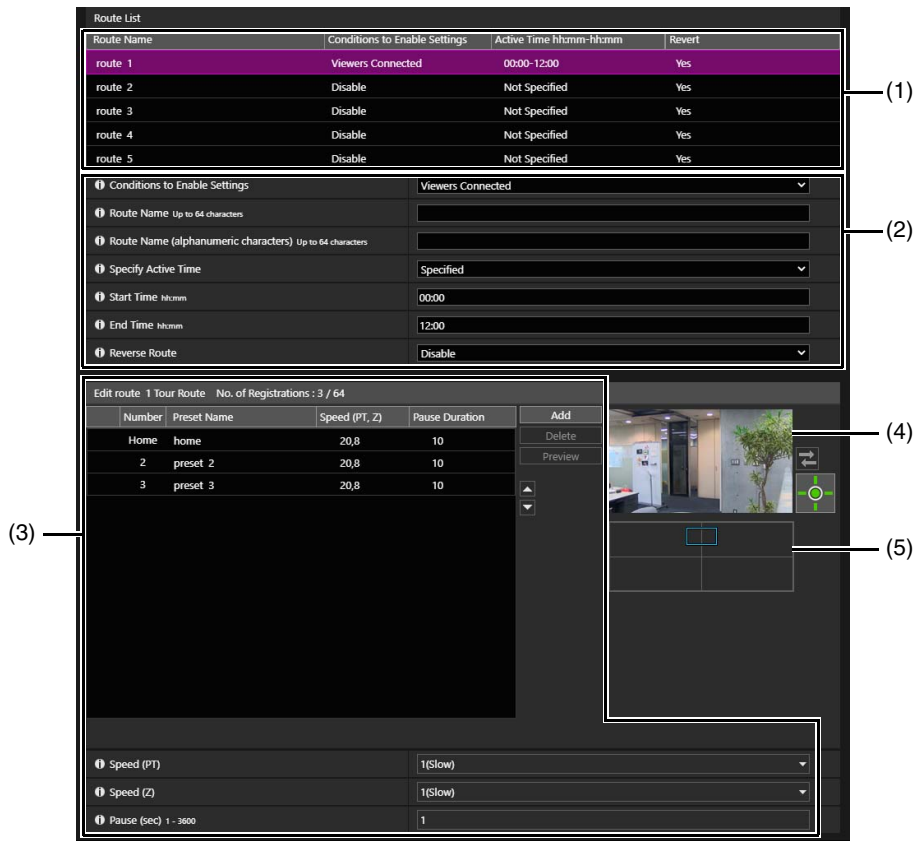 Route List
Route Name Conditions to Enable Settings Active Time hh:mm-hh:mm Revert
route 1 Viewers Connected 00:00-12:00 Yes
route 2 Disable Not Specified Yes
route 3 Disable Not Specified Yes
route 4 Disable Not Specified Yes
route 5 Disable Not Specified Yes
(1)
Conditions to Enable Settings Viewers Connected
Route Name Up to 64 characters
Route Name (alphanumeric characters) Up to 64 characters
(2)
Specify Active Time Specified
Start Time hh:mm 00:00
End Time hh:mm 12:00
Reverse Route Disable
Edit route 1 Tour Route No. of Registrations : 3 / 64
Number Preset Name Speed (PT, Z) Pause Duration Add
Home home 20,8 10 Delete
(4)
2 preset 2 20,8 10 Preview
3 preset 3 20,8 10
(3)
(5)
Speed (PT) 1(Slow)
Speed (Z) 1(Slow)
Pause (sec) 1 - 3600 1